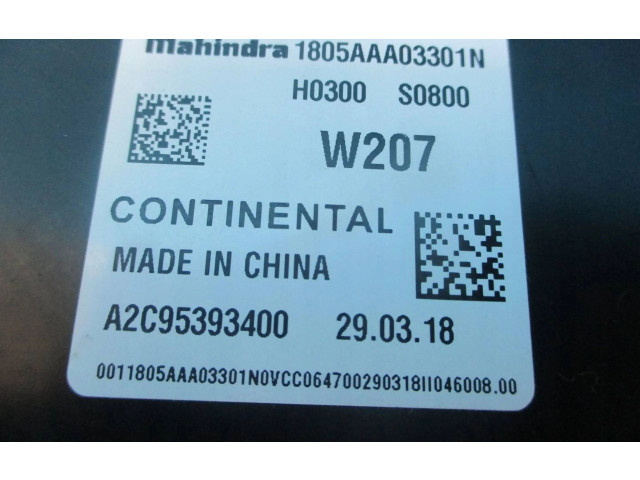 Mahindra 1805AAA03301N
H0300 S0800
W207
CONTINENTAL
MADE IN CHINA
A2C95393400 29.03.18
0011805AAA03301N0VCC064700290318II046008.00